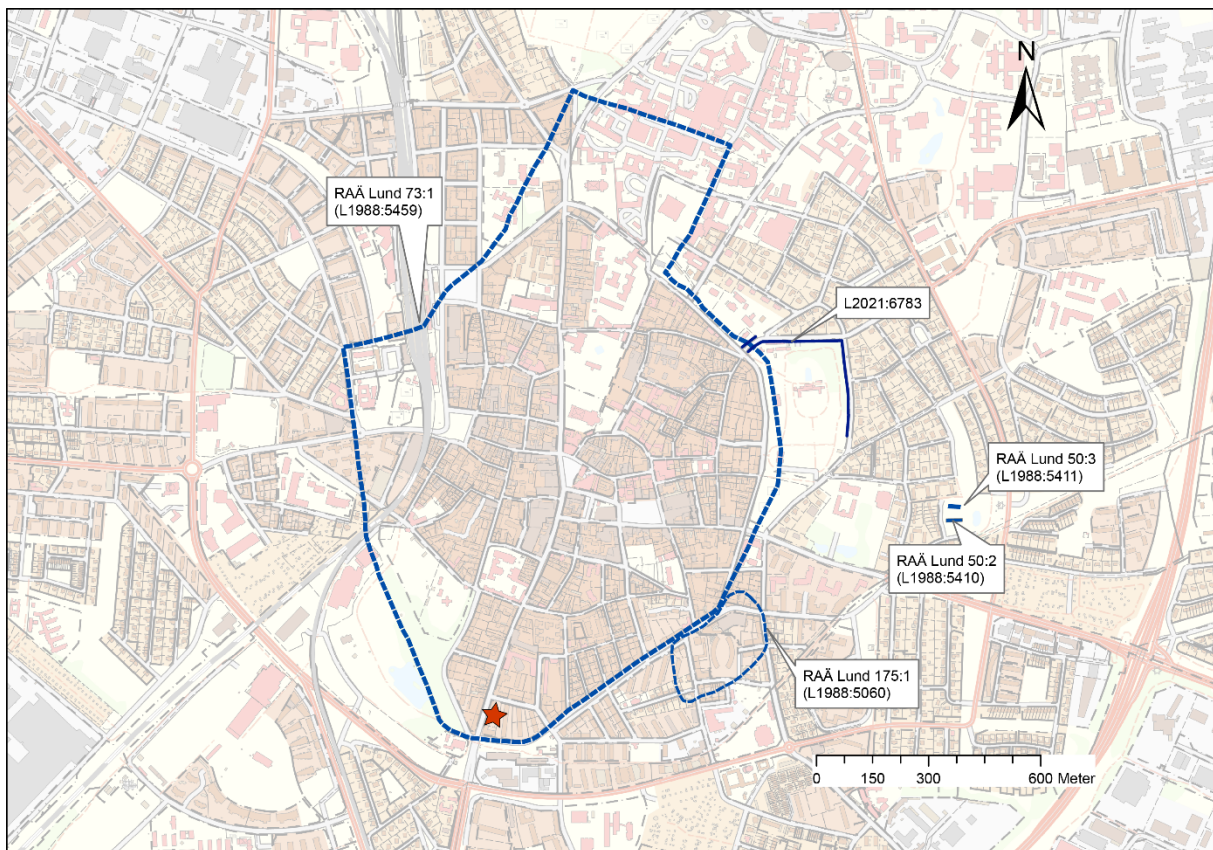 N
RAÄ Lund 73:1
(L1988:5459)
L2021:6783
RAÄ Lund 50:3
(L1988:5411)
RAÄ Lund 50:2
(L1988:5410)
RAÄ Lund 175:1
(L1988:5060)
0 150 300 600 Meter